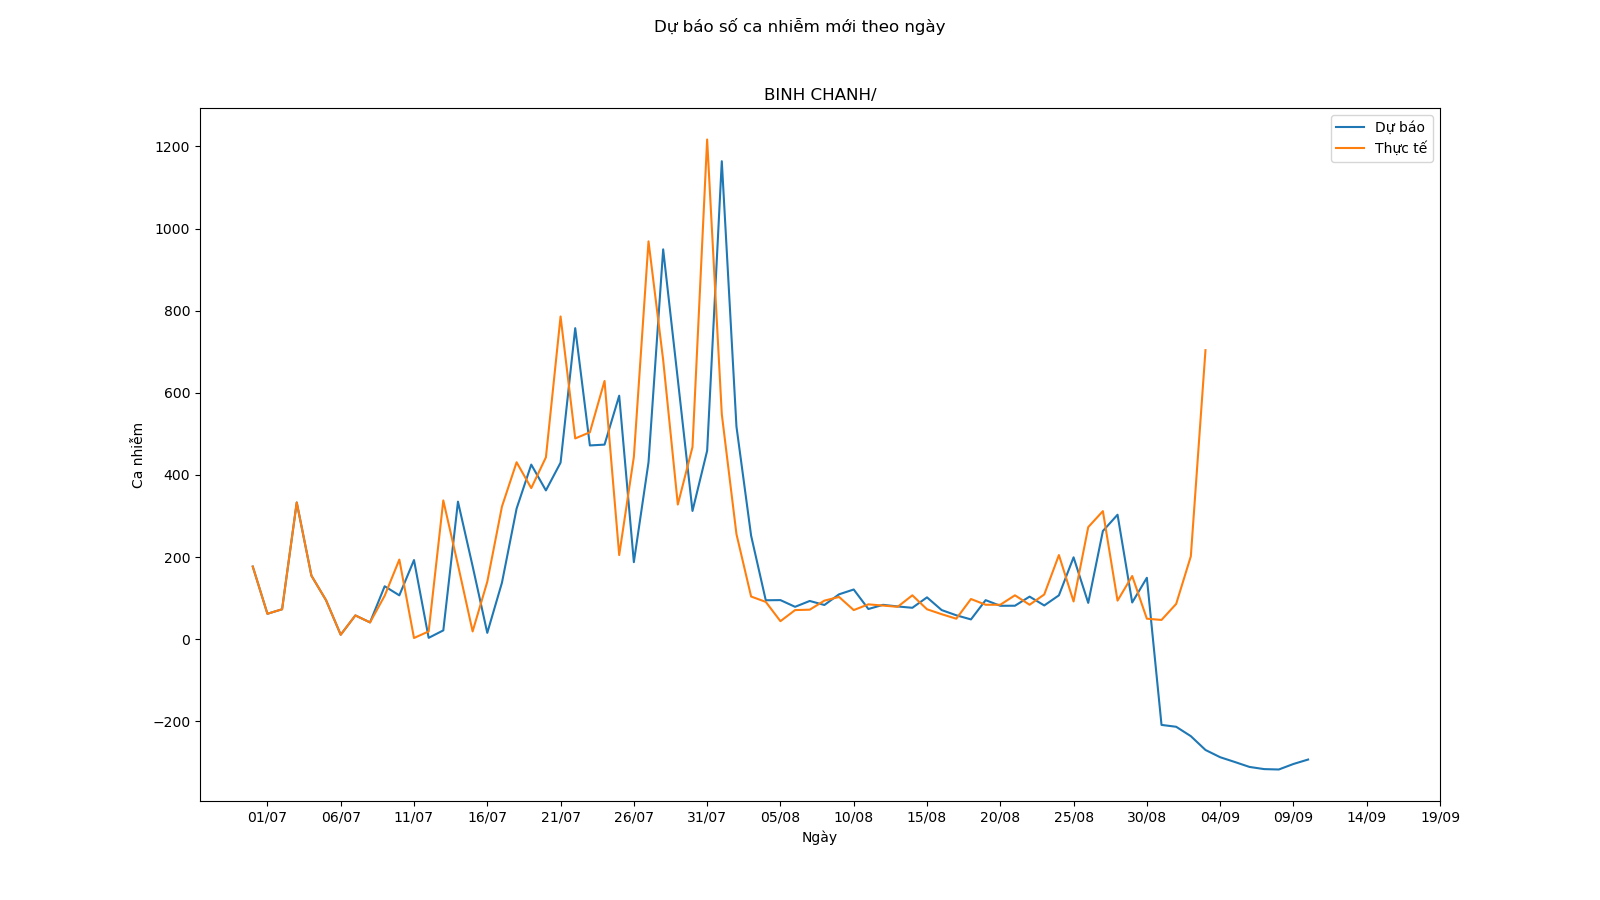 Dự báo số ca nhiễm mới theo ngày
BINH CHANH/
Dự báo
Thực tế
1200
1000
800
600
400
200
0
−200
Ca nhiễm
01/07 06/07 11/07 16/07 21/07 26/07 31/07 05/08 10/08 15/08 20/08 25/08 30/08 04/09 09/09 14/09 19/09
Ngày